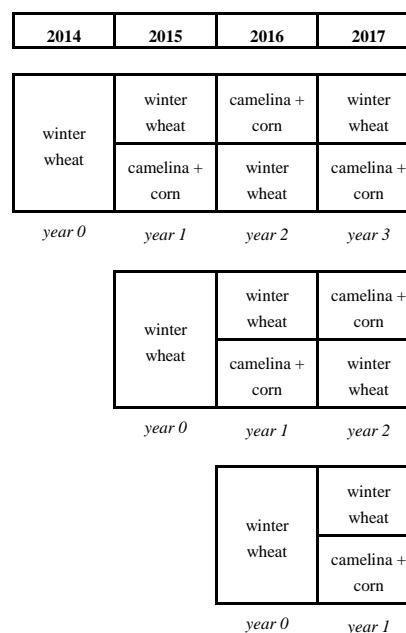 2014 2015 2016 2017
winter camelina + winter
wheat corn wheat
winter
wheat
camelina + winter camelina +
corn wheat corn
year 0 year 1 year 2 year 3
winter camelina +
wheat corn
winter
wheat
camelina + winter
corn wheat
year 0 year 1 year 2
winter
wheat
winter
wheat
camelina +
corn
year 0 year 1